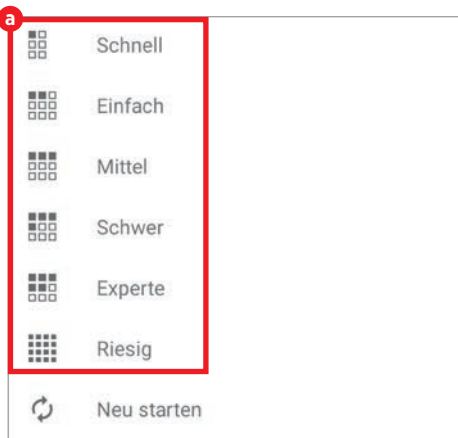 a
Schnell
Einfach
Mittel
Schwer
Experte
Riesig
Neu starten